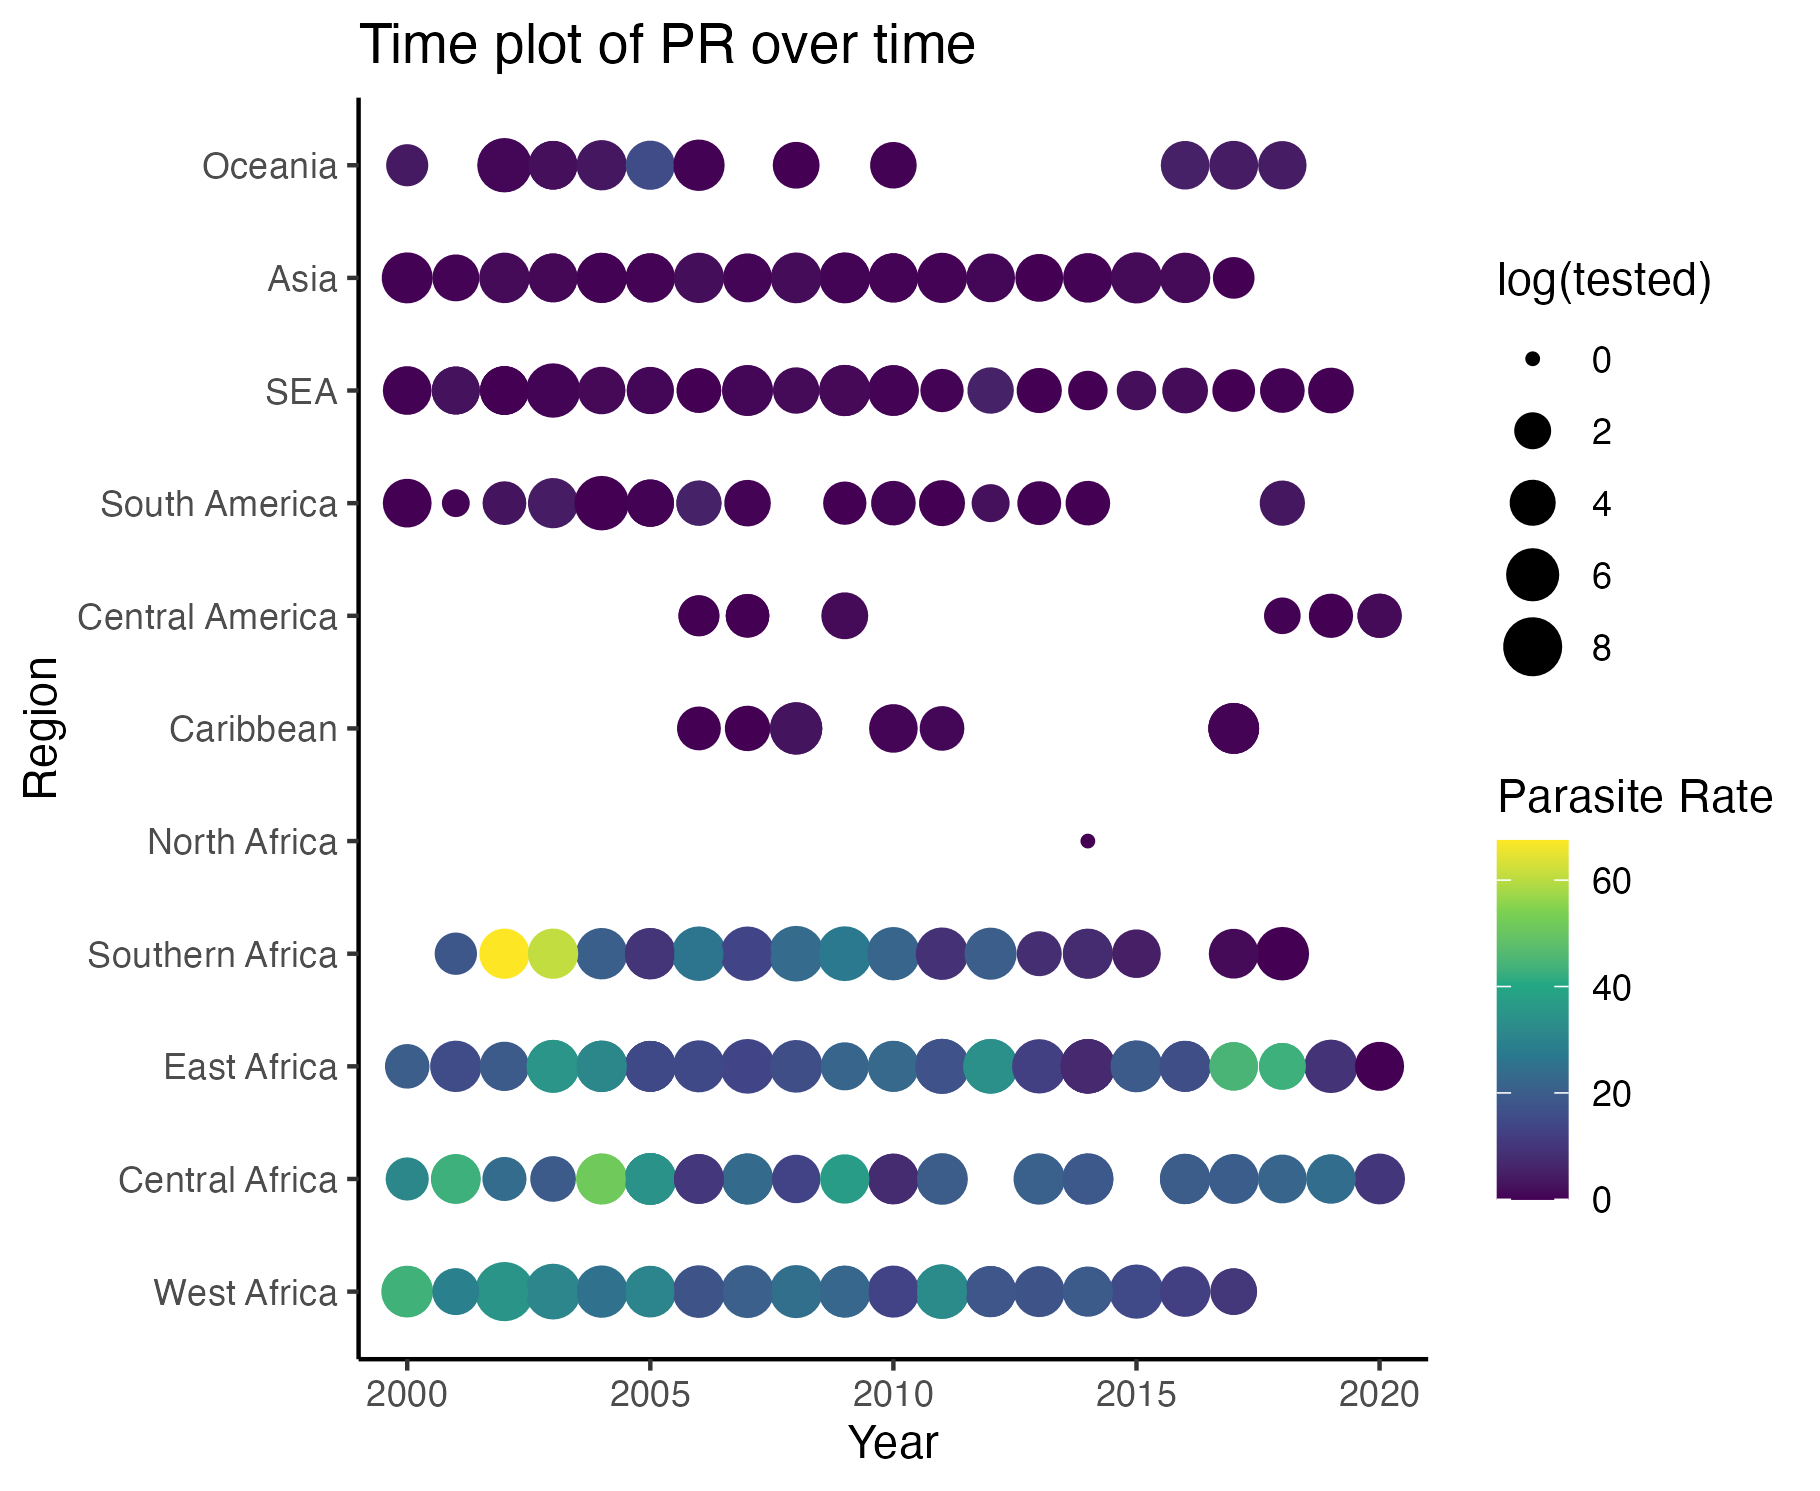 Time plot of PR over time
Region
Oceania
Asia
SEA
South America
Central America
Caribbean
North Africa
Southern Africa
East Africa
Central Africa
West Africa
2000
2005
2010
2015
2020
Year
log(tested)
0
2
4
6
8
Parasite Rate
60
40
20
0